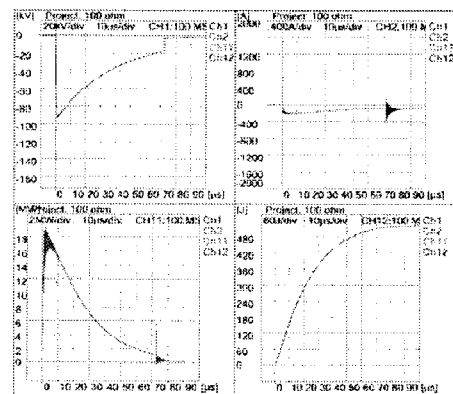 [kV] Project, 100 ohm
20kV/div 10µs/div CH1:100 MS Ch1
Ch2
Ch11
Ch12
0
-20
-40
-60
-80
-100
-120
-140
-160
0 10 20 30 40 50 60 70 80 90 [µs]
[A] Project, 100 ohm
2000
400A/div 10µs/div CH2:100 M Ch1
Ch2
Ch11
Ch12
1200
800
400
0
-400
-800
-1200
-1600
2000
0 10 20 30 40 50 60 70 80 90 [µs]
[MW] Project, 100 ohm
2MW/div 10µs/div CH11:100 MS Ch1
Ch2
Ch11
Ch12
18
16
14
12
10
8
6
4
2
0
0 10 20 30 40 50 60 70 80 90 [µs]
[J] Project, 100 ohm
60J/div 10µs/div CH12:100 MS Ch1
Ch2
Ch11
Ch12
480
420
360
300
240
180
120
60
0
0 10 20 30 40 50 60 70 80 90 [µs]